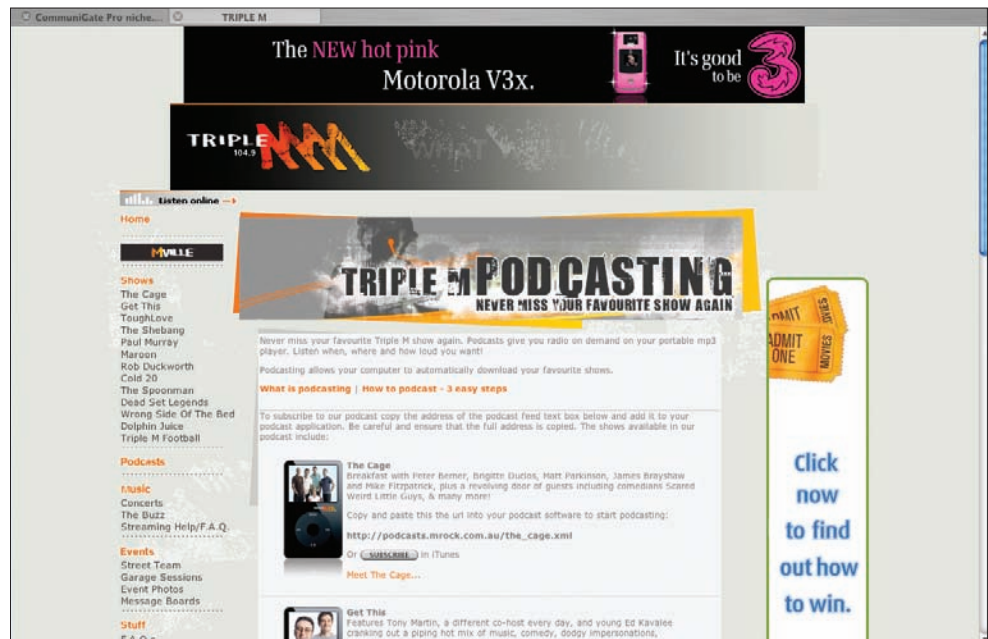 CommuniGate Pro niche....
TRIPLE M
The NEW hot pink
Motorola V3x.
It's good
to be
3
TRIPLE
104.9
MMM
Listen online
Home
MVILLE
Shows
The Cage
Get This
ToughLove
The Shebang
Paul Murray
Maroon
Rob Duckworth
Cold 20
The Spoonman
Dead Set Legends
Wrong Side Of The Bed
Dolphin Juice
Triple M Football
Podcasts
Music
Concerts
The Buzz
Streaming Help/F.A.Q.
Events
Street Team
Garage Sessions
Event Photos
Message Boards
Stuff
F.A.Q.s
TRIPLE M PODCASTING
NEVER MISS YOUR FAVOURITE SHOW AGAIN
Never miss your favourite Triple M show again. Podcasts give you radio on demand on your portable mp3
player. Listen when, where and how loud you want!
Podcasting allows your computer to automatically download your favourite shows.
What is podcasting | How to podcast - 3 easy steps
To subscribe to our podcast copy the address of the podcast feed text box below and add it to your
podcast application. Be careful and ensure that the full address is copied. The shows available in our
podcast include:
The Cage
Breakfast with Peter Berner, Brigitte Duclos, Matt Parkinson, James Brayshaw
and Mike Fitzpatrick, plus a revolving door of guests including comedians Scared
Weird Little Guys, & many more!
Copy and paste this the url into your podcast software to start podcasting:
http://podcasts.mrock.com.au/the_cage.xml
Or SUBSCRIBE in iTunes
Meet The Cage...
Get This
Features Tony Martin, a different co-host every day, and young Ed Kavalee
cranking out a piping hot mix of music, comedy, dodgy impersonations,
ADMIT
ADMIT
ONE
MOVIES
MOVIES
Click
now
to find
out how
to win.